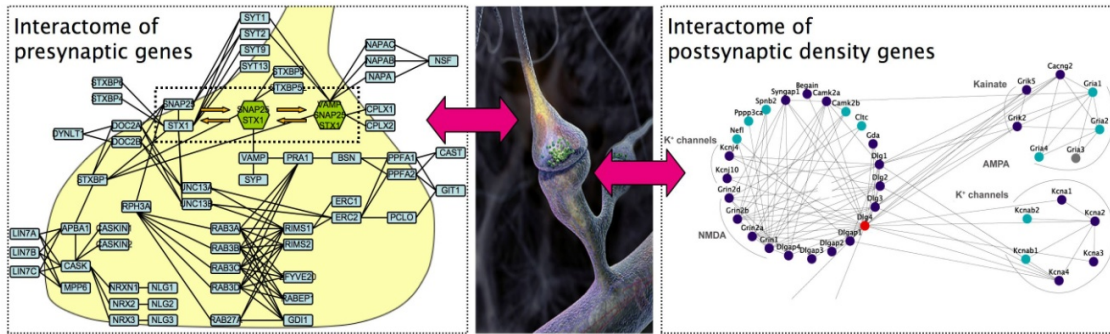 Interactome of
presynaptic genes
SYT1
SYT2
SYT9
SYT13
STXBP5
STXBP5
NAPAC
NAPAB
NAPA
NSF
STXBP6
STXBP4
SNAP25
STX1
SNAP25
STX1
VAMP
SNAP25
STX1
CPLX1
CPLX2
DYNLT1
DOC2A
DOC2B
STXBP1
VAMP
SYP
PRA1
BSN
PPFA1
PPFA2
CAST
GIT1
UNC13A
UNC13B
RPH3A
ERC1
ERC2
PCLO
LIN7A
LIN7B
LIN7C
APBA1
CASKIN1
CASKIN2
CASK
MPP6
RAB3A
RAB3B
RAB3C
RAB3D
RAB27A
RIMS1
RIMS2
ZFYVE20
RABEP1
GDI1
NRXN1
NLG1
NRX2
NLG2
NRX3
NLG3
Interactome of
postsynaptic density genes
Syngap1
Begain
Camk2a
Camk2b
Cltc
Gda
Dlg1
Dlg2
Dlg3
Dlg4
Dlgap1
Dlgap2
Dlgap3
Dlgap4
Grin1
Grin2a
Grin2b
Grin2d
Kcnj10
Kcnj4
Nefl
Ppp3ca
Spnb2
K⁺ channels
NMDA
Kainate
Cacng2
Grik5
Grik2
Gria1
Gria2
Gria3
Gria4
AMPA
K⁺ channels
Kcna1
Kcnab2
Kcna2
Kcnab1
Kcna3
Kcna4